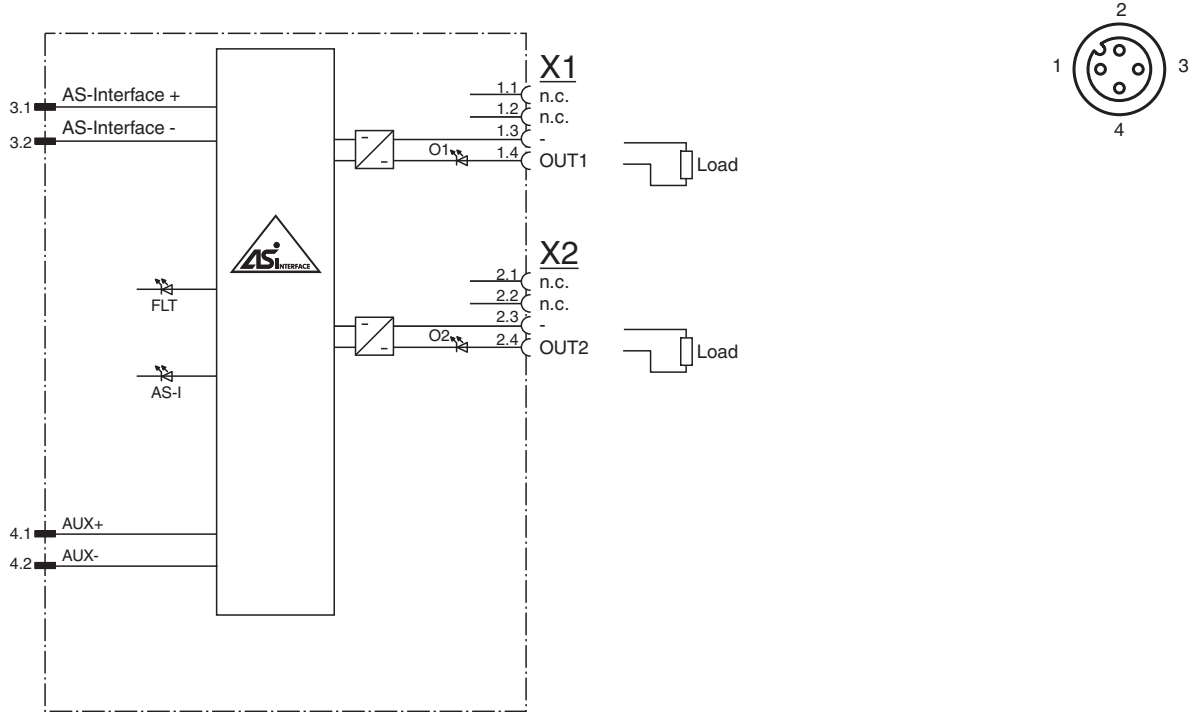 2
1
3
4
3.1
AS-Interface +
3.2
AS-Interface -
ASi
INTERFACE
FLT
AS-I
4.1
AUX+
4.2
AUX-
X1
1.1
n.c.
1.2
n.c.
1.3
-
O1
1.4
OUT1
Load
X2
2.1
n.c.
2.2
n.c.
2.3
-
O2
2.4
OUT2
Load